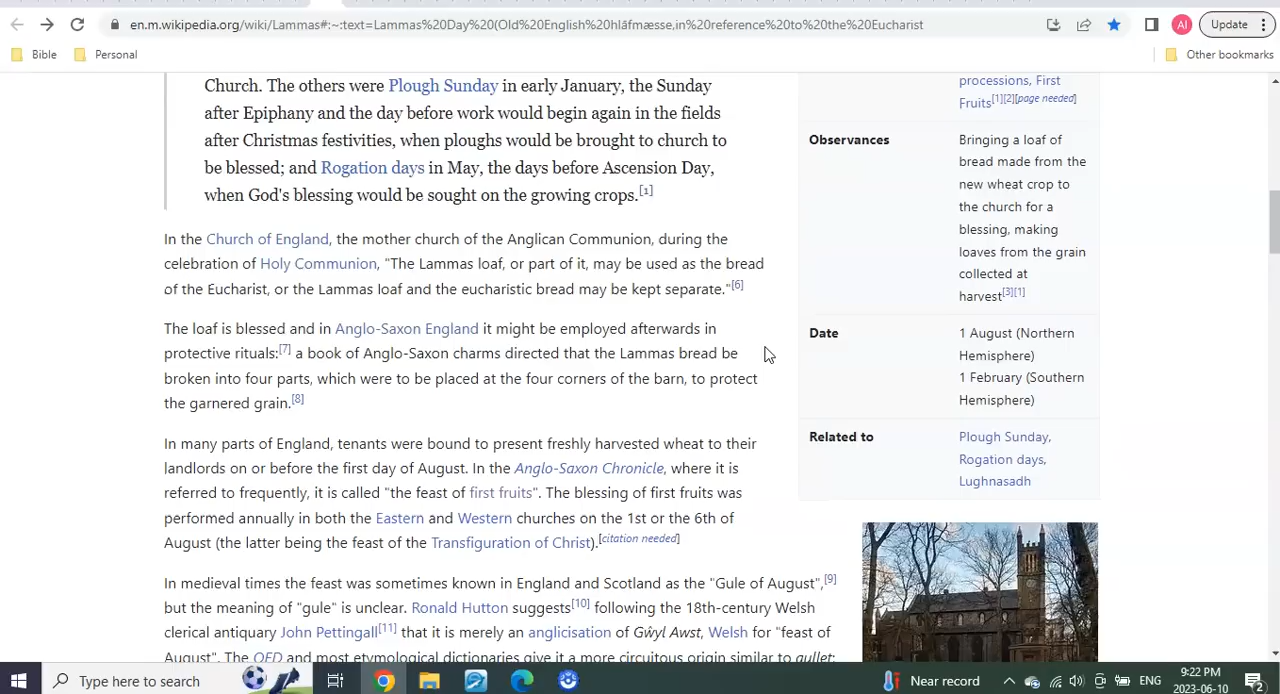 en.m.wikipedia.org/wiki/Lammas#:~:text=Lammas%20Day%20(Old%20English%20hlāfmæsse,in%20reference%20to%20the%20Eucharist
AI
Update
Bible
Personal
Other bookmarks
Church. The others were Plough Sunday in early January, the Sunday
after Epiphany and the day before work would begin again in the fields
after Christmas festivities, when ploughs would be brought to church to
be blessed; and Rogation days in May, the days before Ascension Day,
when God's blessing would be sought on the growing crops.[1]
In the Church of England, the mother church of the Anglican Communion, during the
celebration of Holy Communion, "The Lammas loaf, or part of it, may be used as the bread
of the Eucharist, or the Lammas loaf and the eucharistic bread may be kept separate."[6]
The loaf is blessed and in Anglo-Saxon England it might be employed afterwards in
protective rituals:[7] a book of Anglo-Saxon charms directed that the Lammas bread be
broken into four parts, which were to be placed at the four corners of the barn, to protect
the garnered grain.[8]
In many parts of England, tenants were bound to present freshly harvested wheat to their
landlords on or before the first day of August. In the Anglo-Saxon Chronicle, where it is
referred to frequently, it is called "the feast of first fruits". The blessing of first fruits was
performed annually in both the Eastern and Western churches on the 1st or the 6th of
August (the latter being the feast of the Transfiguration of Christ).[citation needed]
In medieval times the feast was sometimes known in England and Scotland as the "Gule of August",[9]
but the meaning of "gule" is unclear. Ronald Hutton suggests[10] following the 18th-century Welsh
clerical antiquary John Pettingall[11] that it is merely an anglicisation of Gŵyl Awst, Welsh for "feast of
August". The OED and most etymological dictionaries give it a more circuitous origin similar to gullet;
processions, First
Fruits[1][2][page needed]
Observances
Bringing a loaf of
bread made from the
new wheat crop to
the church for a
blessing, making
loaves from the grain
collected at
harvest[3][1]
Date
1 August (Northern
Hemisphere)
1 February (Southern
Hemisphere)
Related to
Plough Sunday,
Rogation days,
Lughnasadh
Type here to search
Near record
ENG
9:22 PM
2023-06-10
2